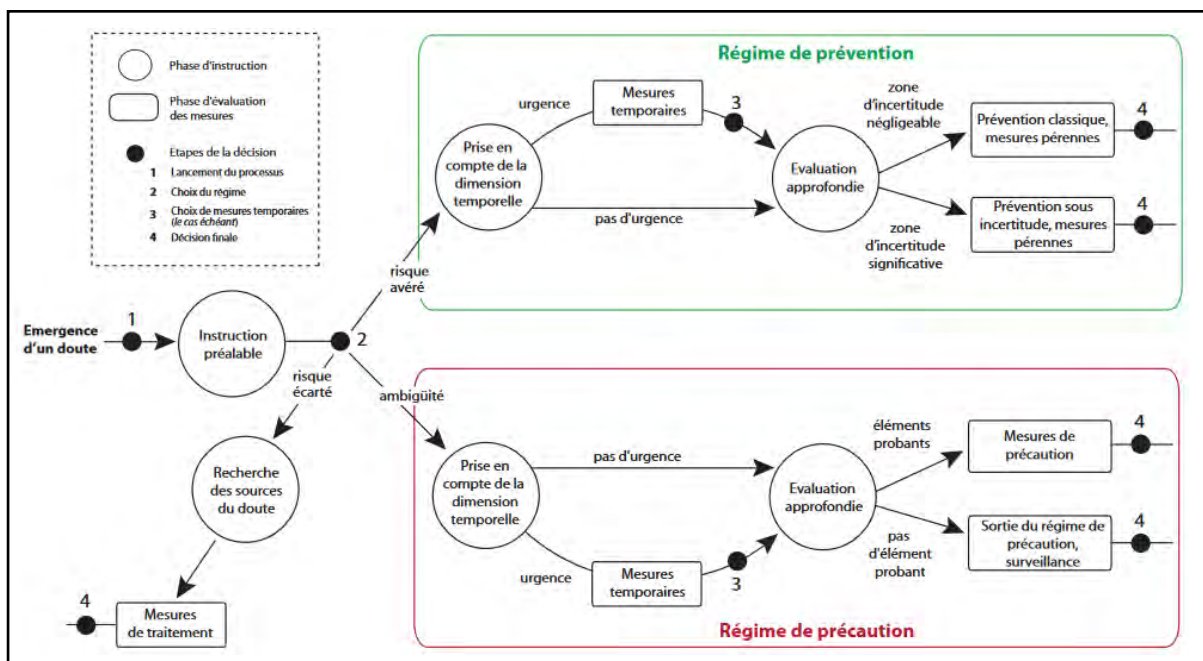 Phase d'instruction
Phase d'évaluation
des mesures
Etapes de la décision
1 Lancement du processus
2 Choix du régime
3 Choix de mesures temporaires
(le cas échéant)
4 Décision finale
Régime de prévention
urgence
Mesures
temporaires
3
Prise en
compte de la
dimension
temporelle
pas d'urgence
Evaluation
approfondie
zone
d'incertitude
négligeable
Prévention classique,
mesures pérennes
4
zone
d'incertitude
significative
Prévention sous
incertitude, mesures
pérennes
4
risque
avéré
Emergence
d'un doute
1
Instruction
préalable
2
risque
écarté
ambigüité
Recherche
des sources
du doute
4
Mesures
de traitement
Prise en
compte de la
dimension
temporelle
pas d'urgence
urgence
Mesures
temporaires
3
Evaluation
approfondie
éléments
probants
Mesures de
précaution
4
pas
d'élément
probant
Sortie du régime de
précaution,
surveillance
4
Régime de précaution